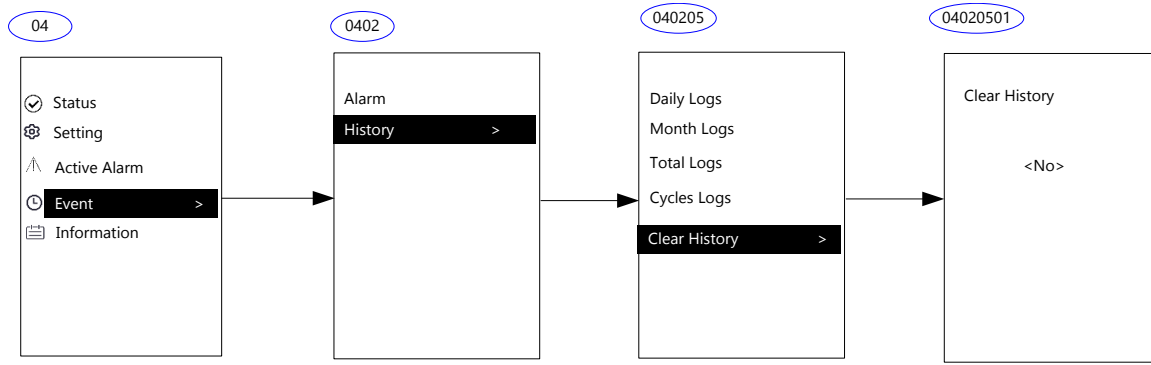 04
Status
Setting
Active Alarm
Event >
Information
0402
Alarm
History >
040205
Daily Logs
Month Logs
Total Logs
Cycles Logs
Clear History >
04020501
Clear History
<No>